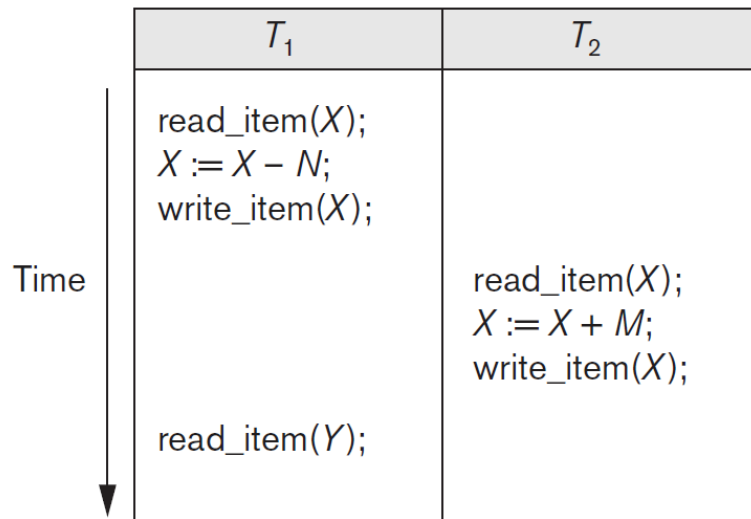 T₁ T₂
read_item(X);
X := X – N;
write_item(X);
Time
read_item(X);
X := X + M;
write_item(X);
read_item(Y);